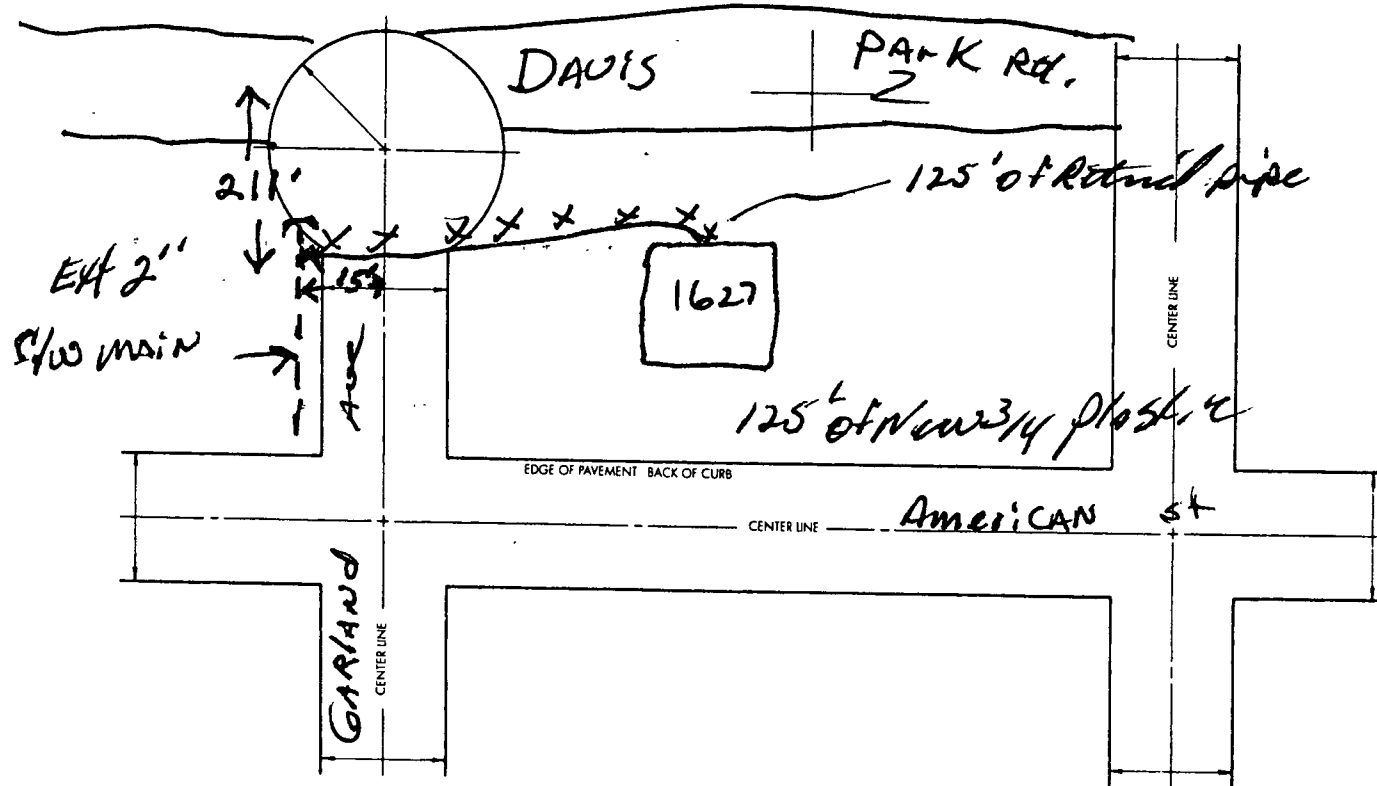 DAVIS PARK Rd.
211'
125' of Retired pipe
2"
S/W MAIN
15'
1627
Ave
CENTER LINE
125' of New 3/4 plastic
EDGE OF PAVEMENT BACK OF CURB
CENTER LINE
AmeriCAN st
GARlANd
CENTER LINE